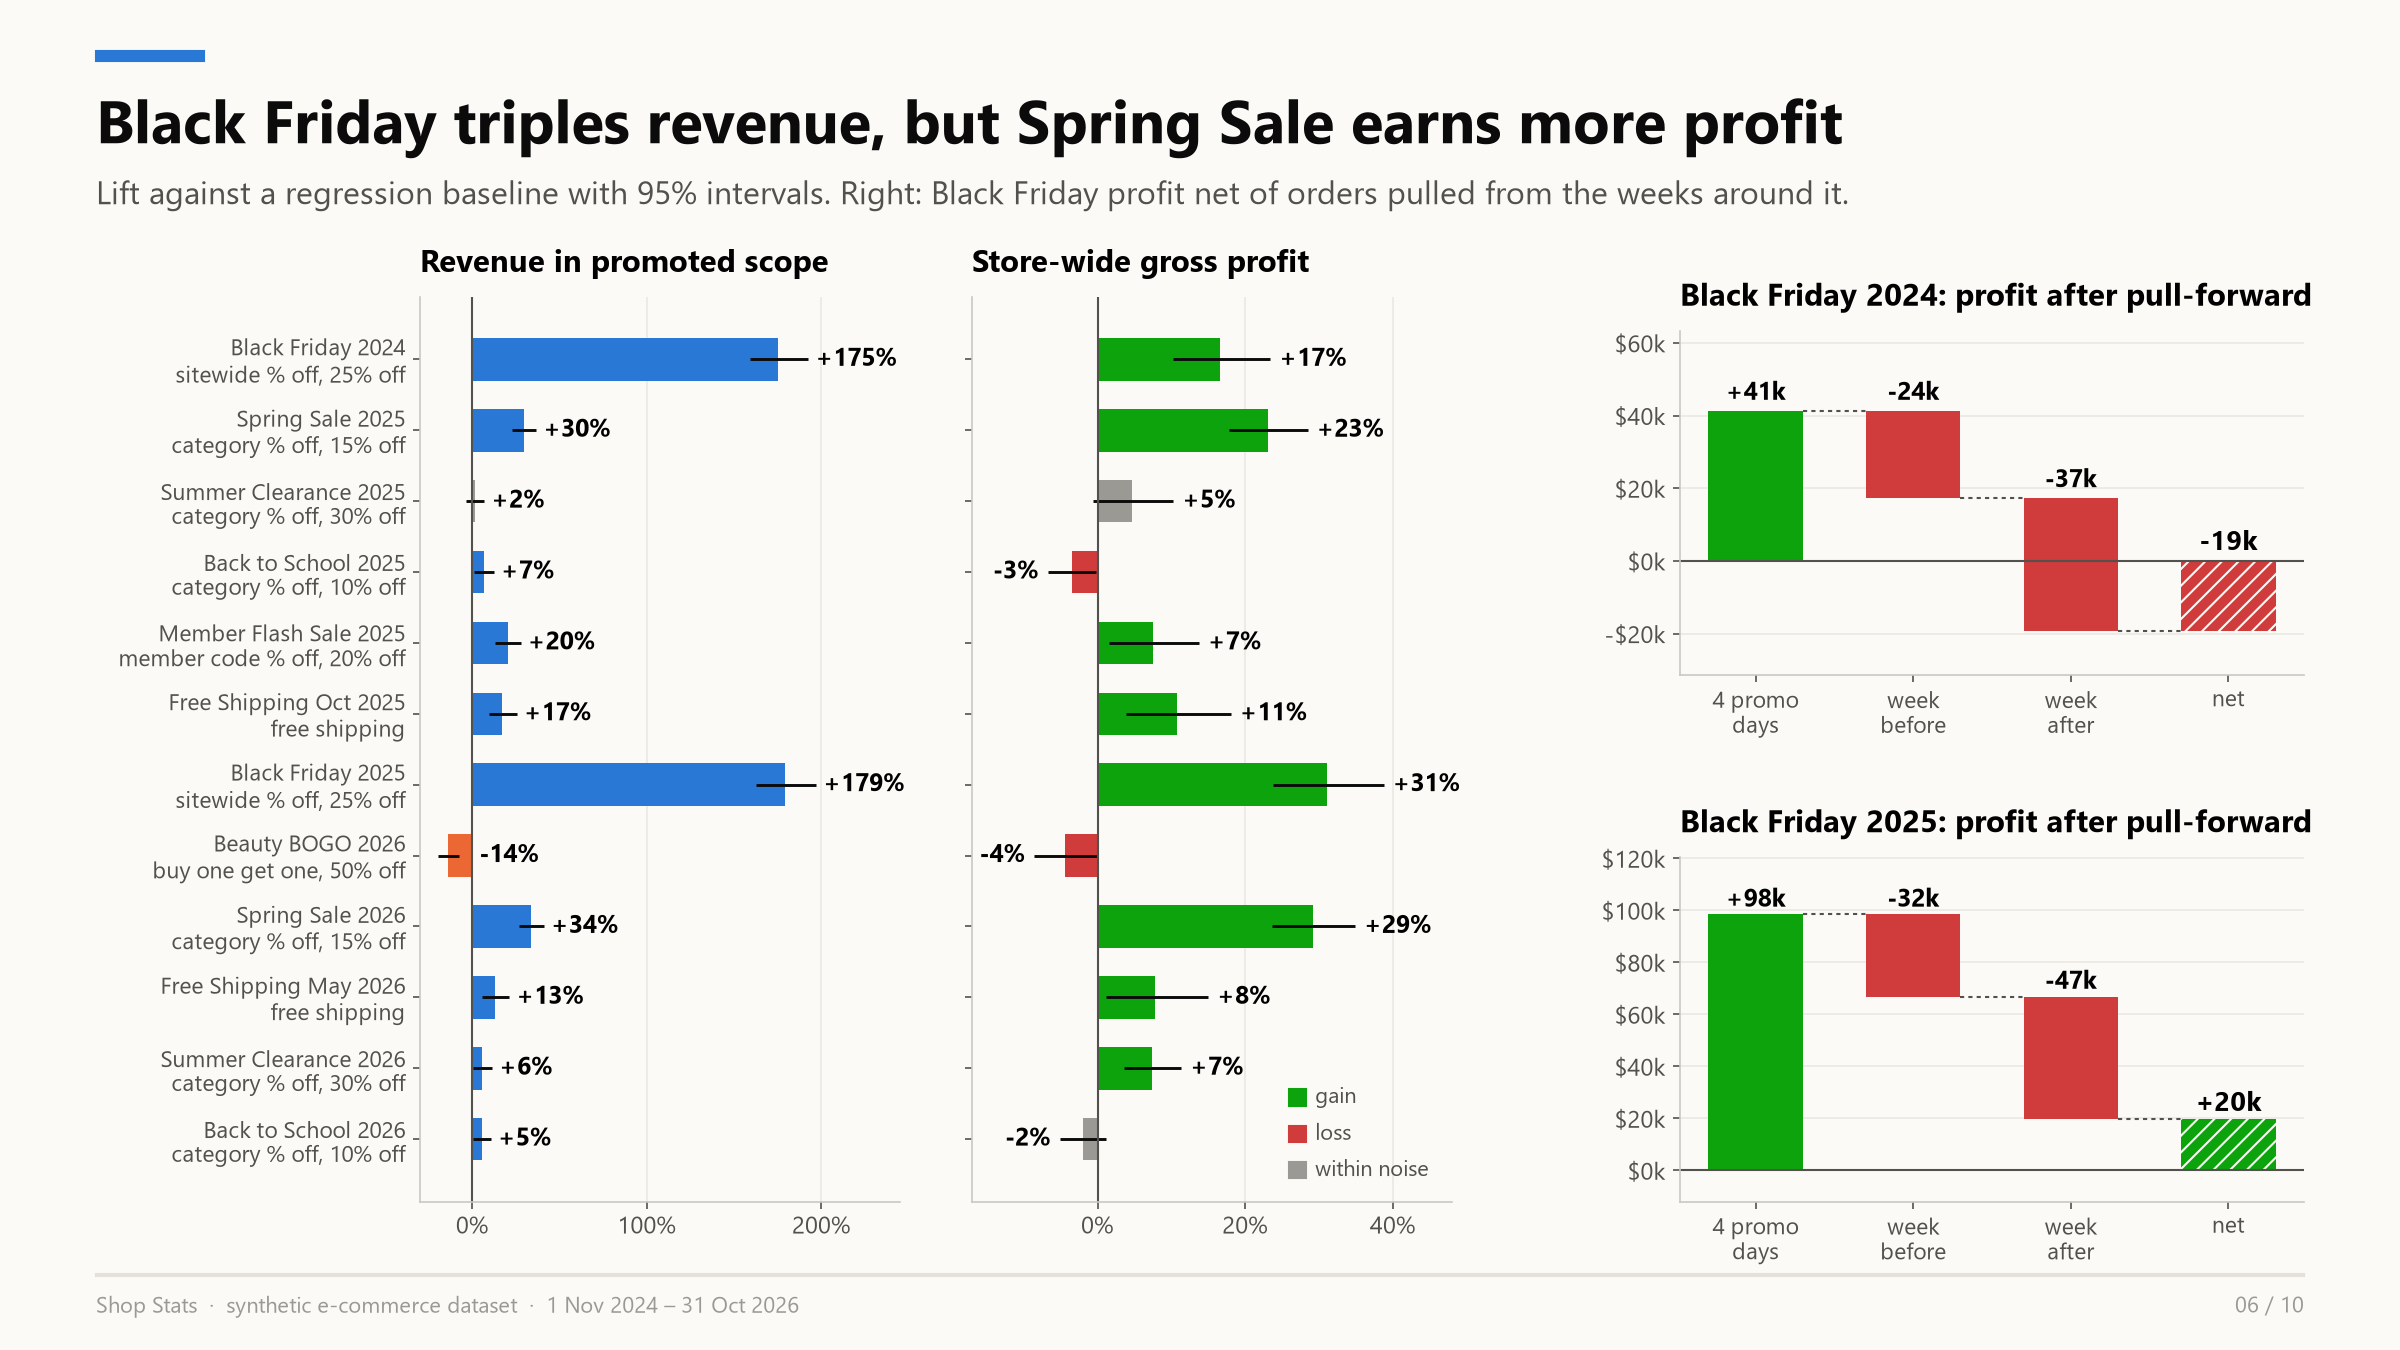 Black Friday triples revenue, but Spring Sale earns more profit
Lift against a regression baseline with 95% intervals. Right: Black Friday profit net of orders pulled from the weeks around it.
Revenue in promoted scope
Black Friday 2024
sitewide % off, 25% off
+175%
Spring Sale 2025
category % off, 15% off
+30%
Summer Clearance 2025
category % off, 30% off
+2%
Back to School 2025
category % off, 10% off
+7%
Member Flash Sale 2025
member code % off, 20% off
+20%
Free Shipping Oct 2025
free shipping
+17%
Black Friday 2025
sitewide % off, 25% off
+179%
Beauty BOGO 2026
buy one get one, 50% off
-14%
Spring Sale 2026
category % off, 15% off
+34%
Free Shipping May 2026
free shipping
+13%
Summer Clearance 2026
category % off, 30% off
+6%
Back to School 2026
category % off, 10% off
+5%
0%
100%
200%
Store-wide gross profit
+17%
+23%
+5%
-3%
+7%
+11%
+31%
-4%
+29%
+8%
+7%
-2%
gain
loss
within noise
0%
20%
40%
Black Friday 2024: profit after pull-forward
$60k
$40k
$20k
$0k
-$20k
+41k
-24k
-37k
-19k
4 promo
days
week
before
week
after
net
Black Friday 2025: profit after pull-forward
$120k
$100k
$80k
$60k
$40k
$20k
$0k
+98k
-32k
-47k
+20k
4 promo
days
week
before
week
after
net
Shop Stats · synthetic e-commerce dataset · 1 Nov 2024 – 31 Oct 2026
06 / 10